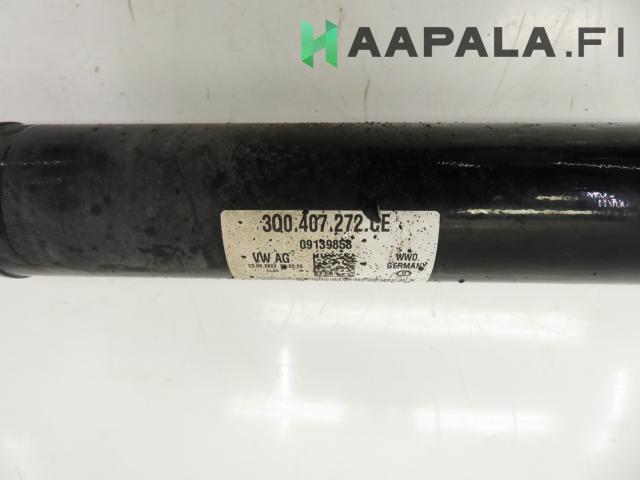 HAAPALA.FI
3Q0.407.272.CE
09139858
VW AG
WWO.
GERMANY